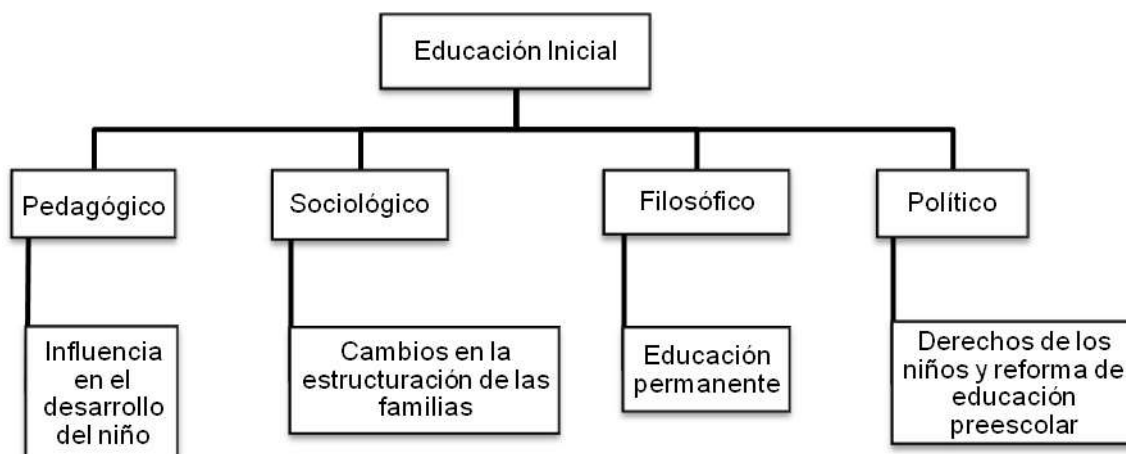 Educación Inicial
Pedagógico
Sociológico
Filosófico
Político
Influencia
en el
desarrollo
del niño
Cambios en la
estructuración de las
familias
Educación
permanente
Derechos de los
niños y reforma de
educación
preescolar